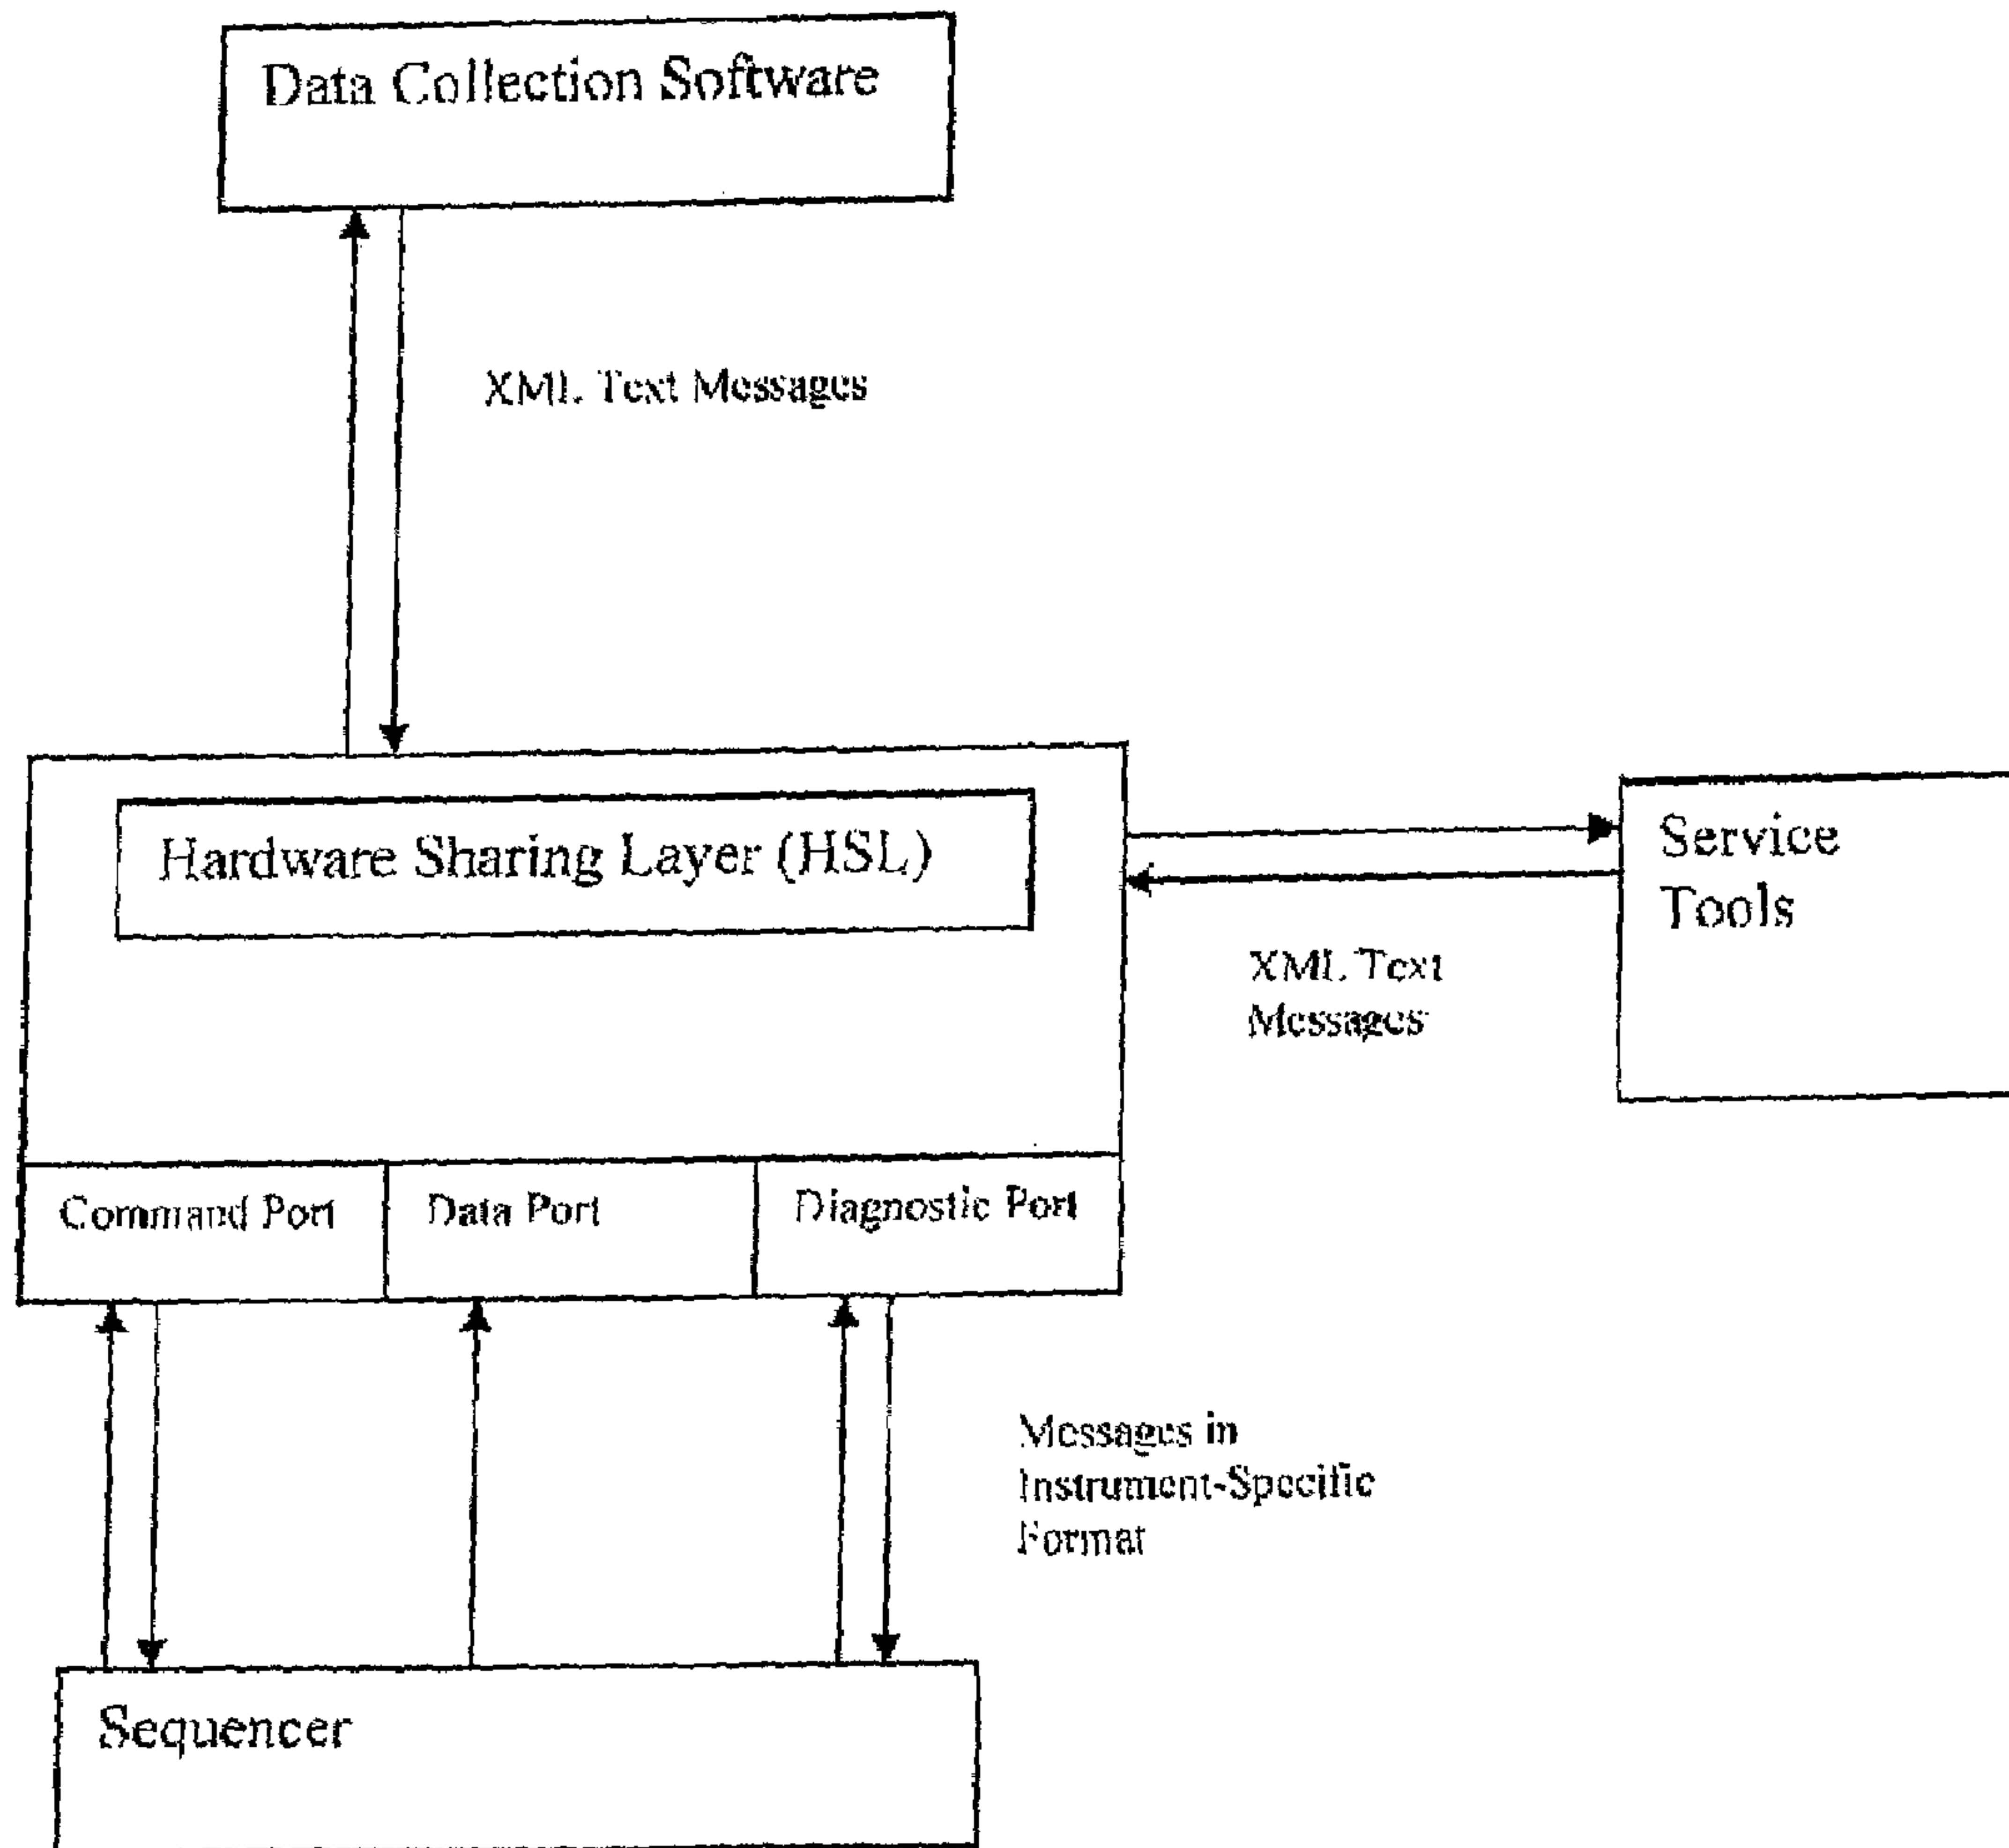 Data Collection Software
XML Text Messages
Hardware Sharing Layer (HSL)
Service
Tools
XML Text
Messages
Command Port
Data Port
Diagnostic Port
Messages in
Instrument-Specific
Format
Sequencer